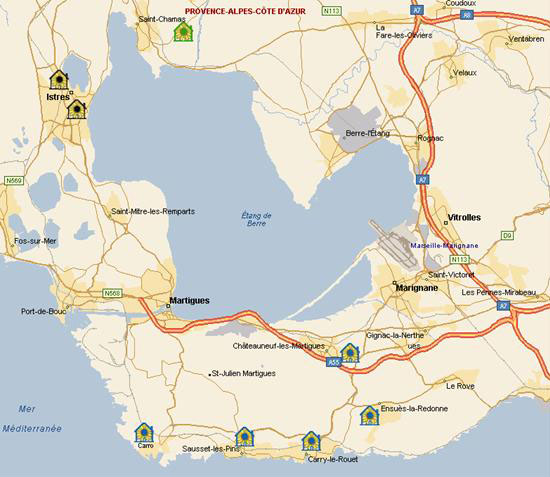 PROVENCE-ALPES-CÔTE D'AZUR
Saint-Chamas
N113
A7
Coudoux
A8
La
Fare-les-Oliviers
Ventabren
Velaux
Istres
Berre-l'Étang
Rognac
A7
N569
Saint-Mitre-les-Remparts
Étang de
Berre
Vitrolles
Fos-sur-Mer
D9
Marseille-Marignane
N113
Saint-Victoret
Marignane
N568
Martigues
Les Pennes-Mirabeau
Port-de-Bouc
A7
Gignac-la-Nerthe
ues
Châteauneuf-les-Martigues
A55
St-Julien Martigues
Le Rove
Ensuès-la-Redonne
Mer
Méditerranée
Carro
Sausset-les-Pins
Carry-le-Rouet